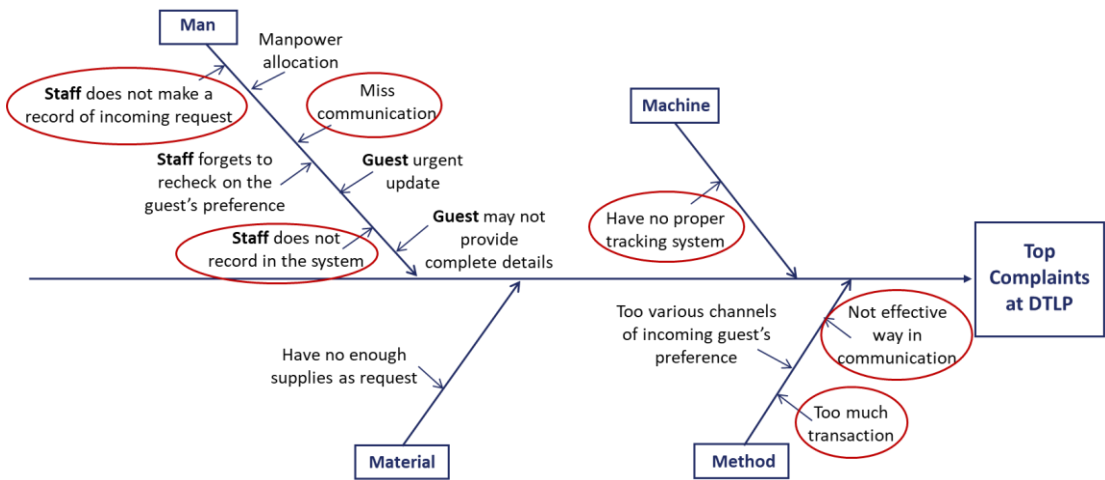 Man
Manpower
allocation
Staff does not make a
record of incoming request
Miss
communication
Staff forgets to
recheck on the
guest's preference
Guest urgent
update
Staff does not
record in the system
Guest may not
provide
complete details
Machine
Have no proper
tracking system
Top
Complaints
at DTLP
Have no enough
supplies as request
Material
Too various channels
of incoming guest's
preference
Not effective
way in
communication
Too much
transaction
Method